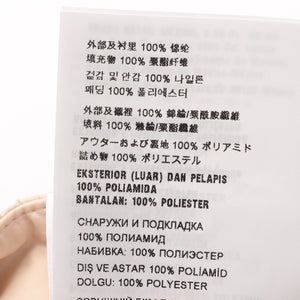 外部及衬里 100% 锦纶
填充物 100% 聚酯纤维
겉감 및 안감 100% 나일론
패딩 100% 폴리에스터
外部及襯裡 100% 錦綸/聚酰胺纖維
填料 100% 滌綸/聚酯纖維
アウターおよび裏地 100% ポリアミド
詰め物 100% ポリエステル
EKSTERIOR (LUAR) DAN PELAPIS
100% POLIAMIDA
BANTALAN: 100% POLIESTER
СНАРУЖИ И ПОДКЛАДКА
100% ПОЛИАМИД
НАБИВКА: 100% ПОЛИЭСТЕР
DIŞ VE ASTAR 100% POLİAMİD
DOLGU: 100% POLYESTER